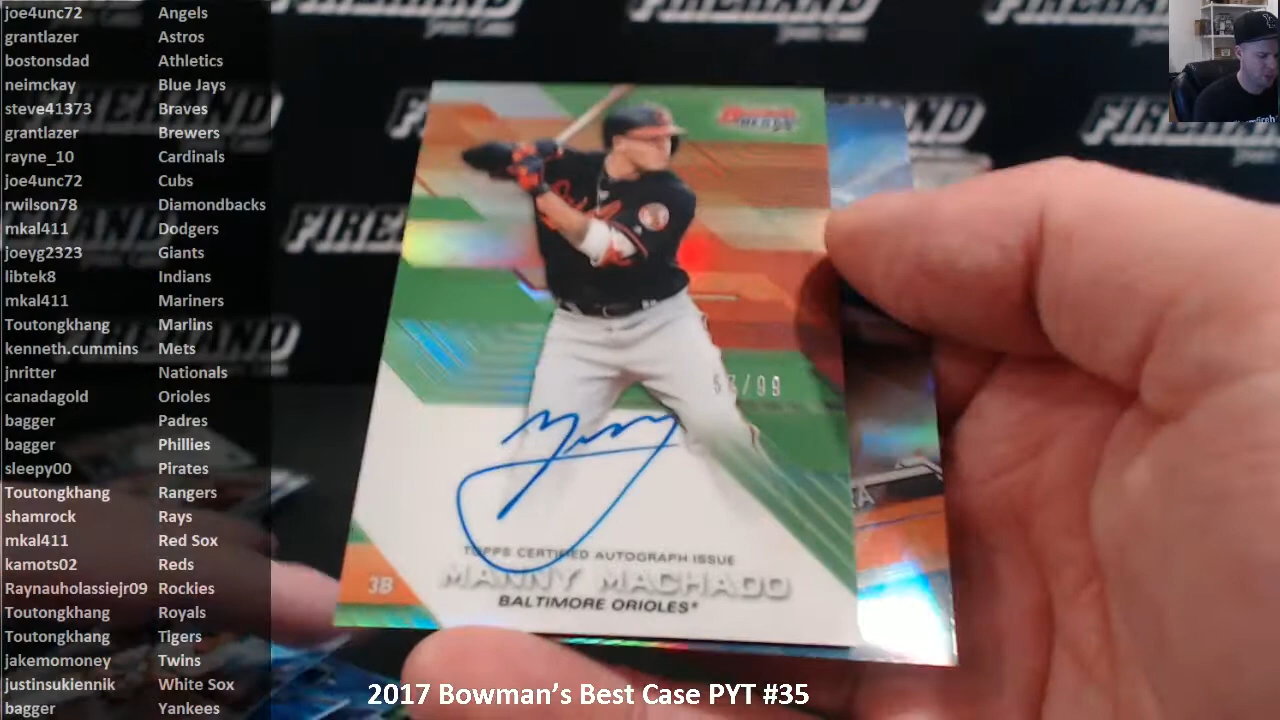 joe4unc72 Angels
grantlazer Astros
bostonsdad Athletics
neimckay Blue Jays
steve41373 Braves
grantlazer Brewers
rayne_10 Cardinals
joe4unc72 Cubs
rwilson78 Diamondbacks
mkal411 Dodgers
joeyg2323 Giants
libtek8 Indians
mkal411 Mariners
Toutongkhang Marlins
kenneth.cummins Mets
jnritter Nationals
canadagold Orioles
bagger Padres
bagger Phillies
sleepy00 Pirates
Toutongkhang Rangers
shamrock Rays
mkal411 Red Sox
kamots02 Reds
Raynauholassiejr09 Rockies
Toutongkhang Royals
Toutongkhang Tigers
jakemomoney Twins
justinsukiennik White Sox
bagger Yankees
FIREHAND
TOPPS CERTIFIED AUTOGRAPH ISSUE
MANNY MACHADO
3B
BALTIMORE ORIOLES
2017 Bowman's Best Case PYT #35